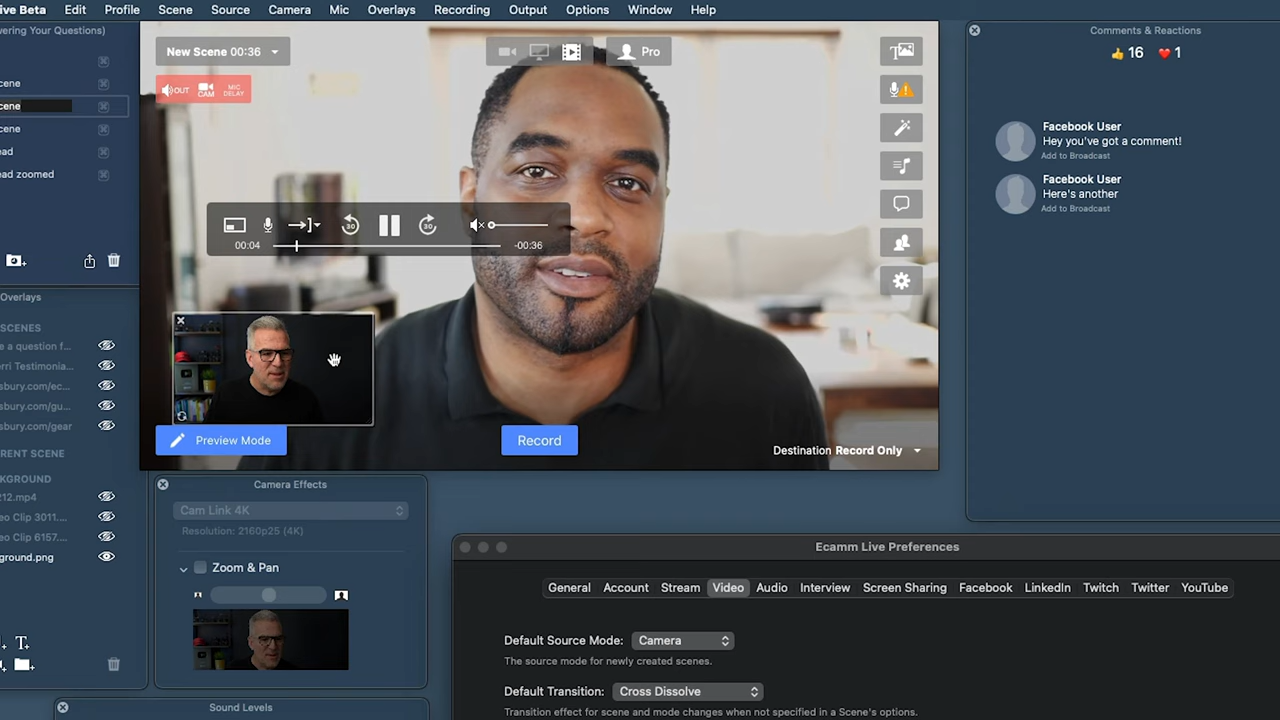 ive Beta Edit Profile Scene Source Camera Mic Overlays Recording Output Options Window Help
wering Your Questions)
cene
cene
cene
ead
ead zoomed
Overlays
SCENES
e a question f...
erri Testimonia...
sbury.com/ec...
sbury.com/gu...
sbury.com/gear
RENT SCENE
KGROUND
212.mp4
eo Clip 3011....
eo Clip 6157....
ground.png
New Scene 00:36
Pro
OUT CAM MIC DELAY
30 30
00:04 -00:36
Preview Mode
Record
Destination Record Only
Comments & Reactions
16 1
Facebook User
Hey you've got a comment!
Add to Broadcast
Facebook User
Here's another
Add to Broadcast
Camera Effects
Cam Link 4K
Resolution: 2160p25 (4K)
Zoom & Pan
Sound Levels
Ecamm Live Preferences
General Account Stream Video Audio Interview Screen Sharing Facebook LinkedIn Twitch Twitter YouTube
Default Source Mode: Camera
The source mode for newly created scenes.
Default Transition: Cross Dissolve
Transition effect for scene and mode changes when not specified in a Scene's options.